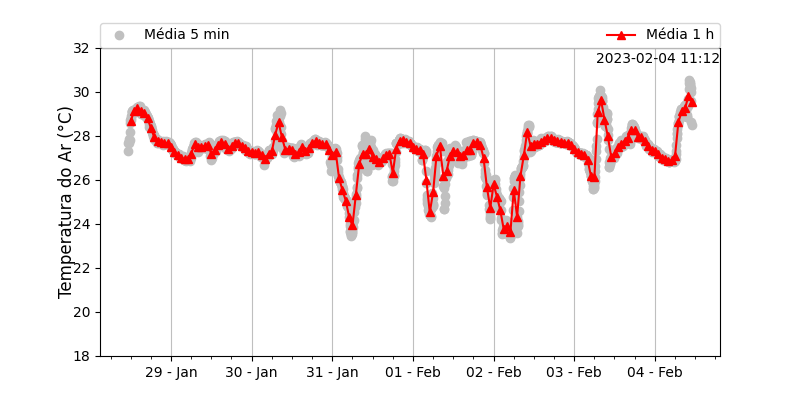 Média 5 min
Média 1 h
2023-02-04 11:12
Temperatura do Ar (°C)
32
30
28
26
24
22
20
18
29 - Jan
30 - Jan
31 - Jan
01 - Feb
02 - Feb
03 - Feb
04 - Feb